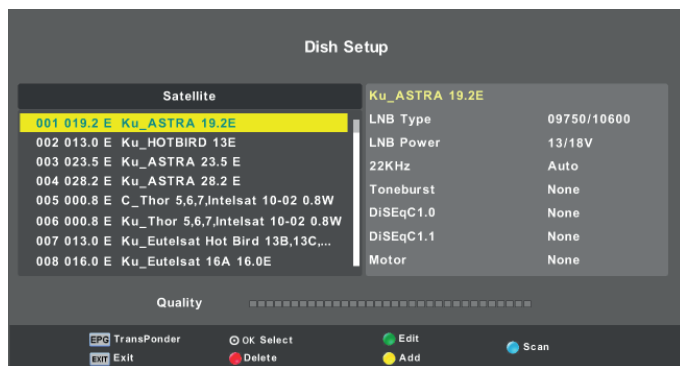 Dish Setup
Satellite
001 019.2 E Ku_ASTRA 19.2E
002 013.0 E Ku_HOTBIRD 13E
003 023.5 E Ku_ASTRA 23.5 E
004 028.2 E Ku_ASTRA 28.2 E
005 000.8 E C_Thor 5,6,7,Intelsat 10-02 0.8W
006 000.8 E Ku_Thor 5,6,7,Intelsat 10-02 0.8W
007 013.0 E Ku_Eutelsat Hot Bird 13B,13C,...
008 016.0 E Ku_Eutelsat 16A 16.0E
Ku_ASTRA 19.2E
LNB Type 09750/10600
LNB Power 13/18V
22KHz Auto
Toneburst None
DiSEqC1.0 None
DiSEqC1.1 None
Motor None
Quality
EPG TransPonder OK Select Edit Scan
EXIT Exit Delete Add